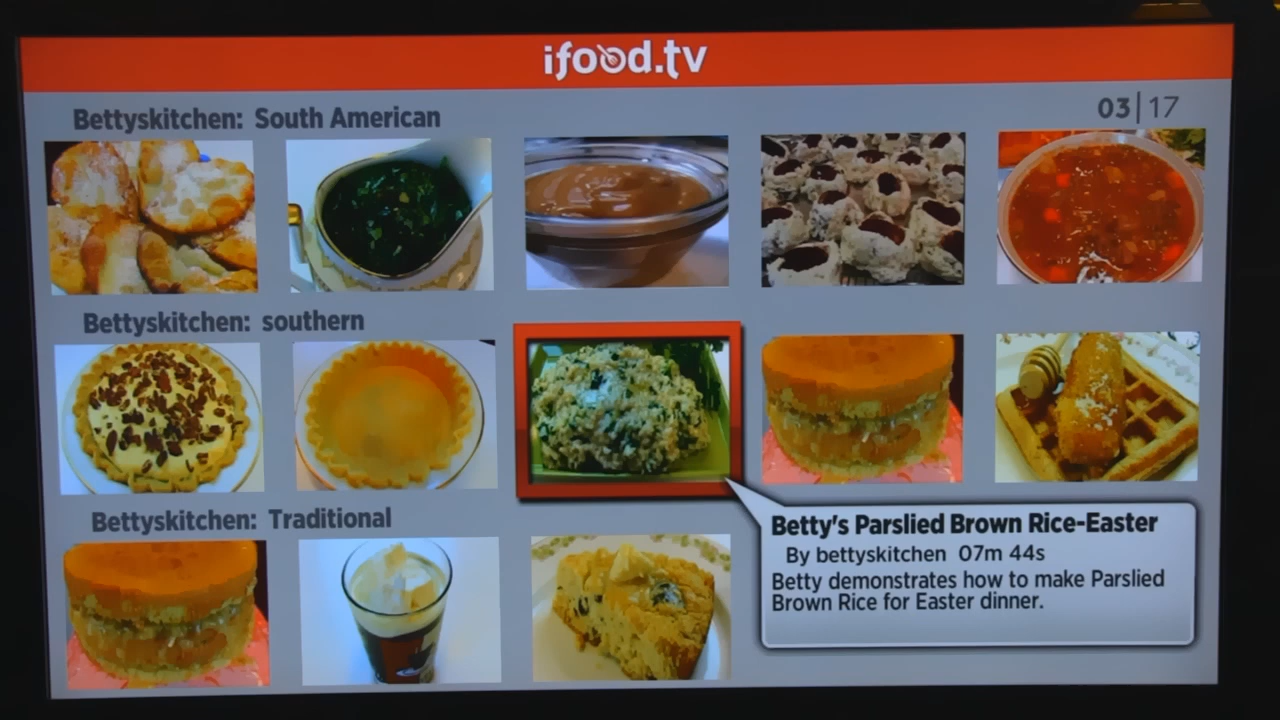 ifood.tv
Bettyskitchen: South American
03|17
Bettyskitchen: southern
Bettyskitchen: Traditional
Betty's Parslied Brown Rice-Easter
By bettyskitchen 07m 44s
Betty demonstrates how to make Parslied
Brown Rice for Easter dinner.